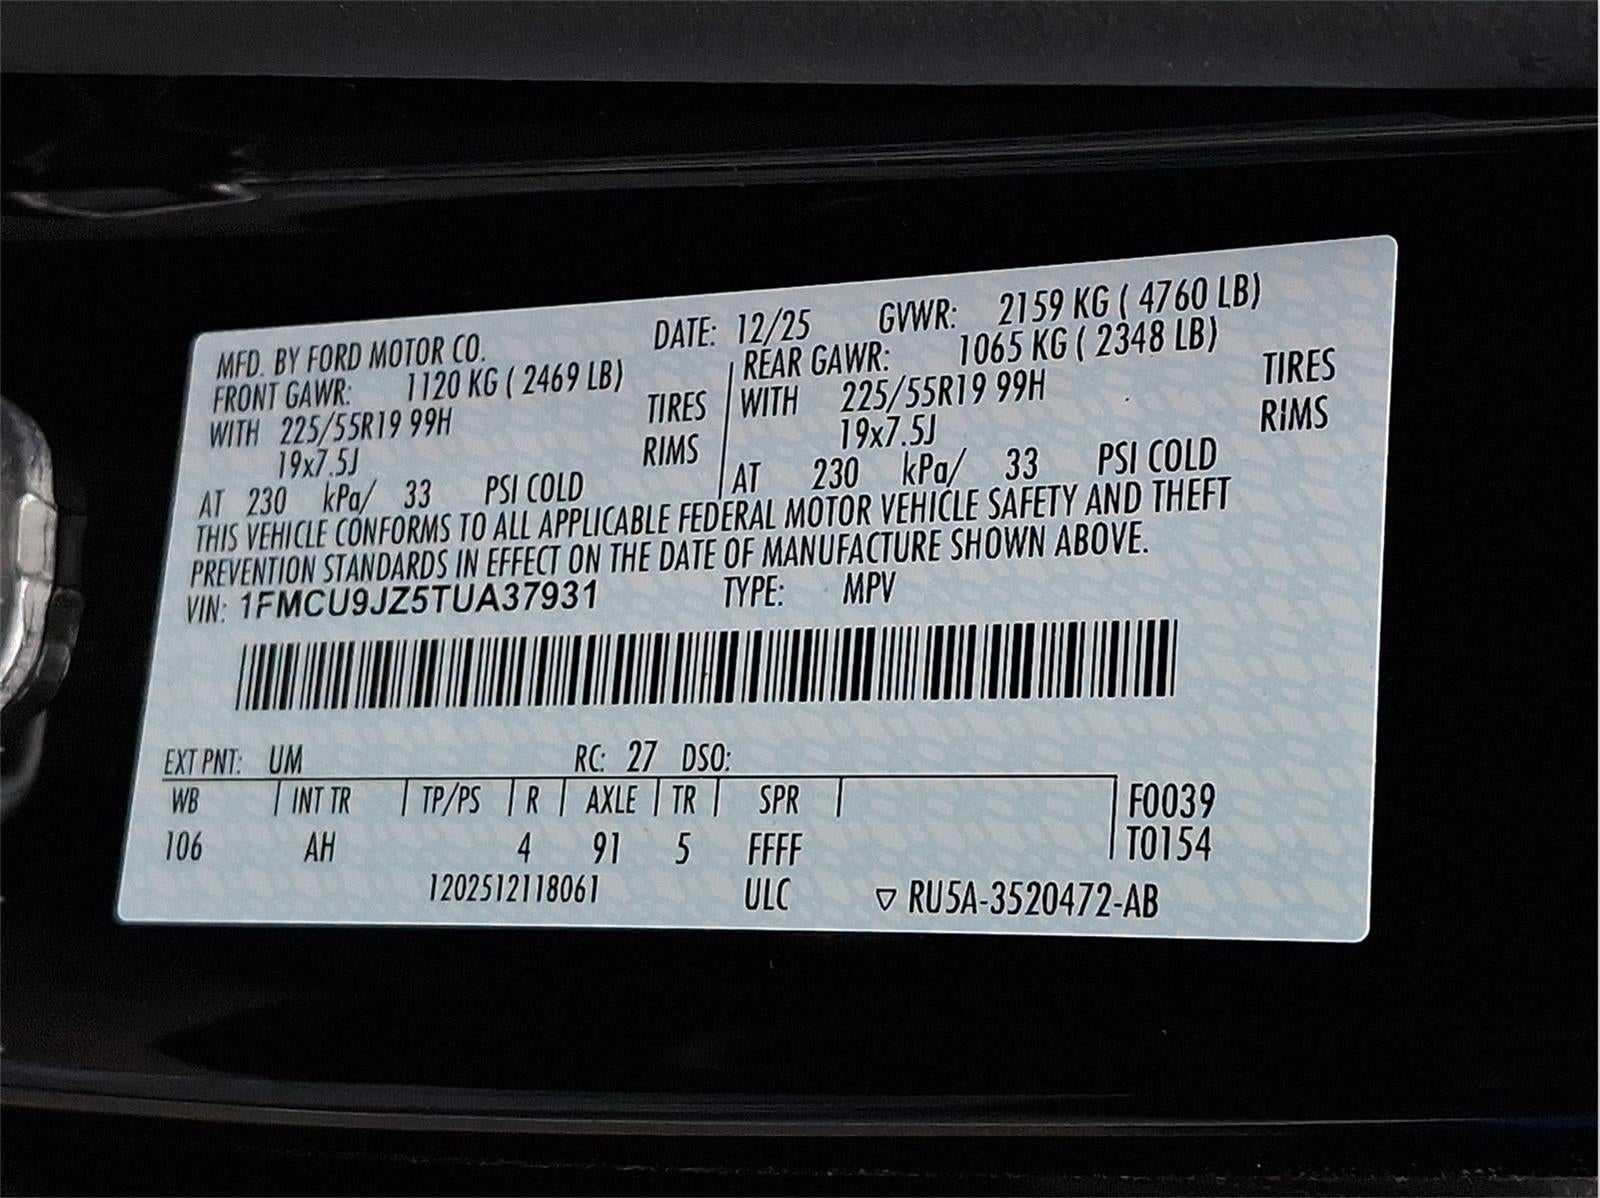 MFD. BY FORD MOTOR CO. DATE: 12/25 GVWR: 2159 KG ( 4760 LB)
FRONT GAWR: 1120 KG ( 2469 LB) REAR GAWR: 1065 KG ( 2348 LB)
WITH 225/55R19 99H TIRES WITH 225/55R19 99H TIRES
19x7.5J RIMS 19x7.5J RIMS
AT 230 kPa/ 33 PSI COLD AT 230 kPa/ 33 PSI COLD
THIS VEHICLE CONFORMS TO ALL APPLICABLE FEDERAL MOTOR VEHICLE SAFETY AND THEFT
PREVENTION STANDARDS IN EFFECT ON THE DATE OF MANUFACTURE SHOWN ABOVE.
VIN: 1FMCU9JZ5TUA37931 TYPE: MPV
EXT PNT: UM RC: 27 DSO:
WB INT TR TP/PS R AXLE TR SPR F0039
106 AH 4 91 5 FFFF T0154
1202512118061 ULC ▽ RU5A-3520472-AB